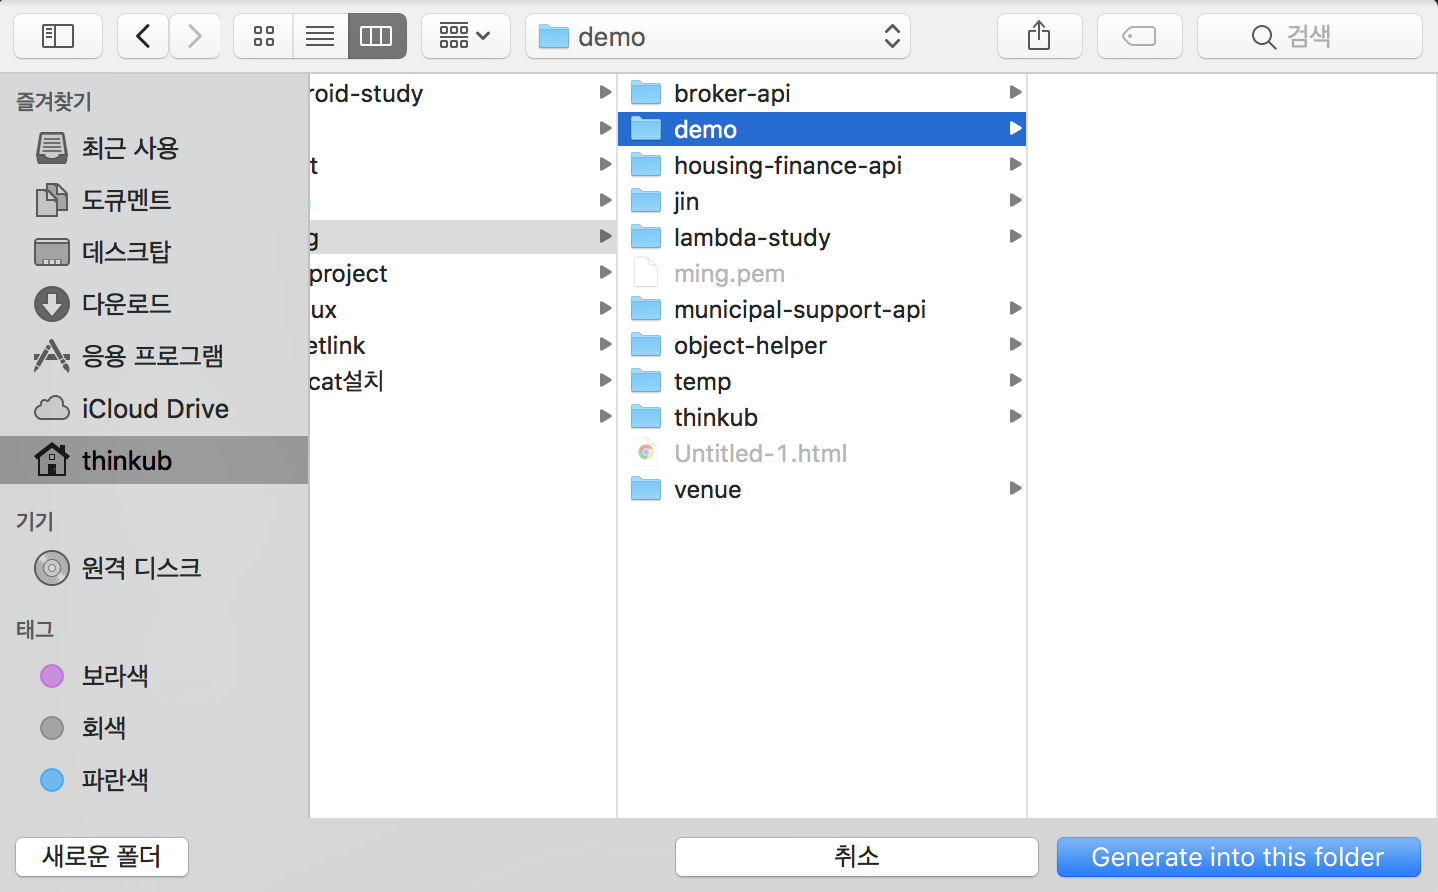 demo
검색
즐겨찾기
최근 사용
도큐멘트
데스크탑
다운로드
응용 프로그램
iCloud Drive
thinkub
기기
원격 디스크
태그
보라색
회색
파란색
roid-study
t
g
project
ux
etlink
cat설치
broker-api
demo
housing-finance-api
jin
lambda-study
ming.pem
municipal-support-api
object-helper
temp
thinkub
Untitled-1.html
venue
새로운 폴더
취소
Generate into this folder